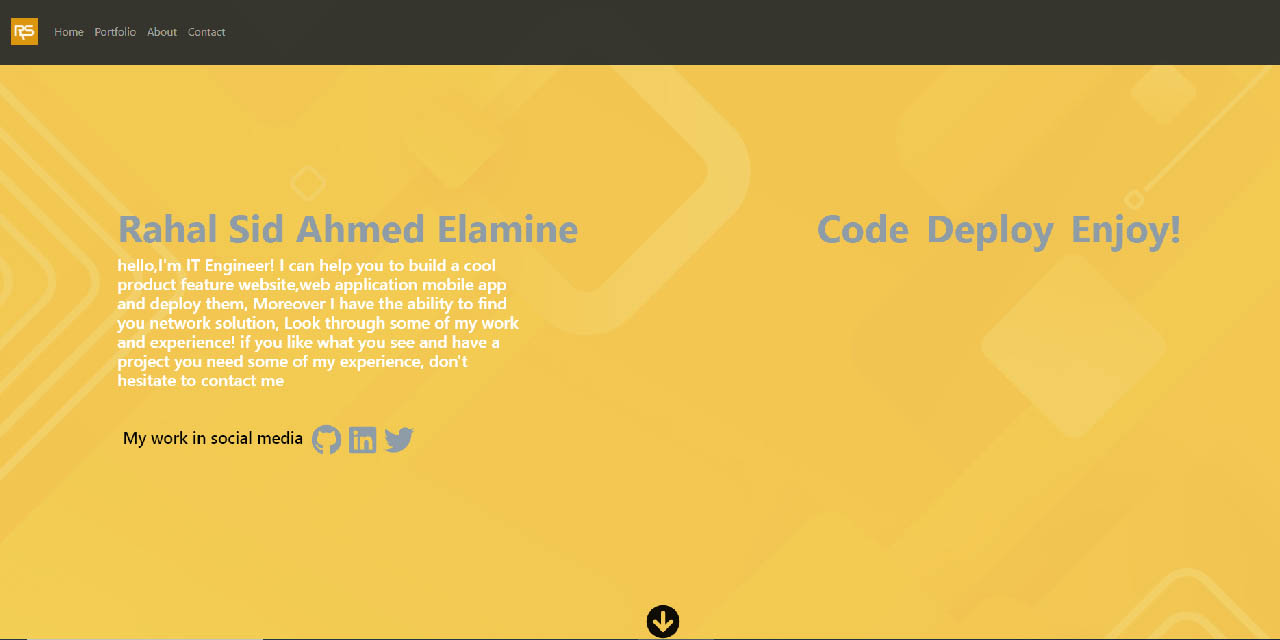 RS
Home Portfolio About Contact
Rahal Sid Ahmed Elamine
hello,I'm IT Engineer! I can help you to build a cool
product feature website,web application mobile app
and deploy them, Moreover I have the ability to find
you network solution, Look through some of my work
and experience! if you like what you see and have a
project you need some of my experience, don't
hesitate to contact me
My work in social media
in
Code Deploy Enjoy!